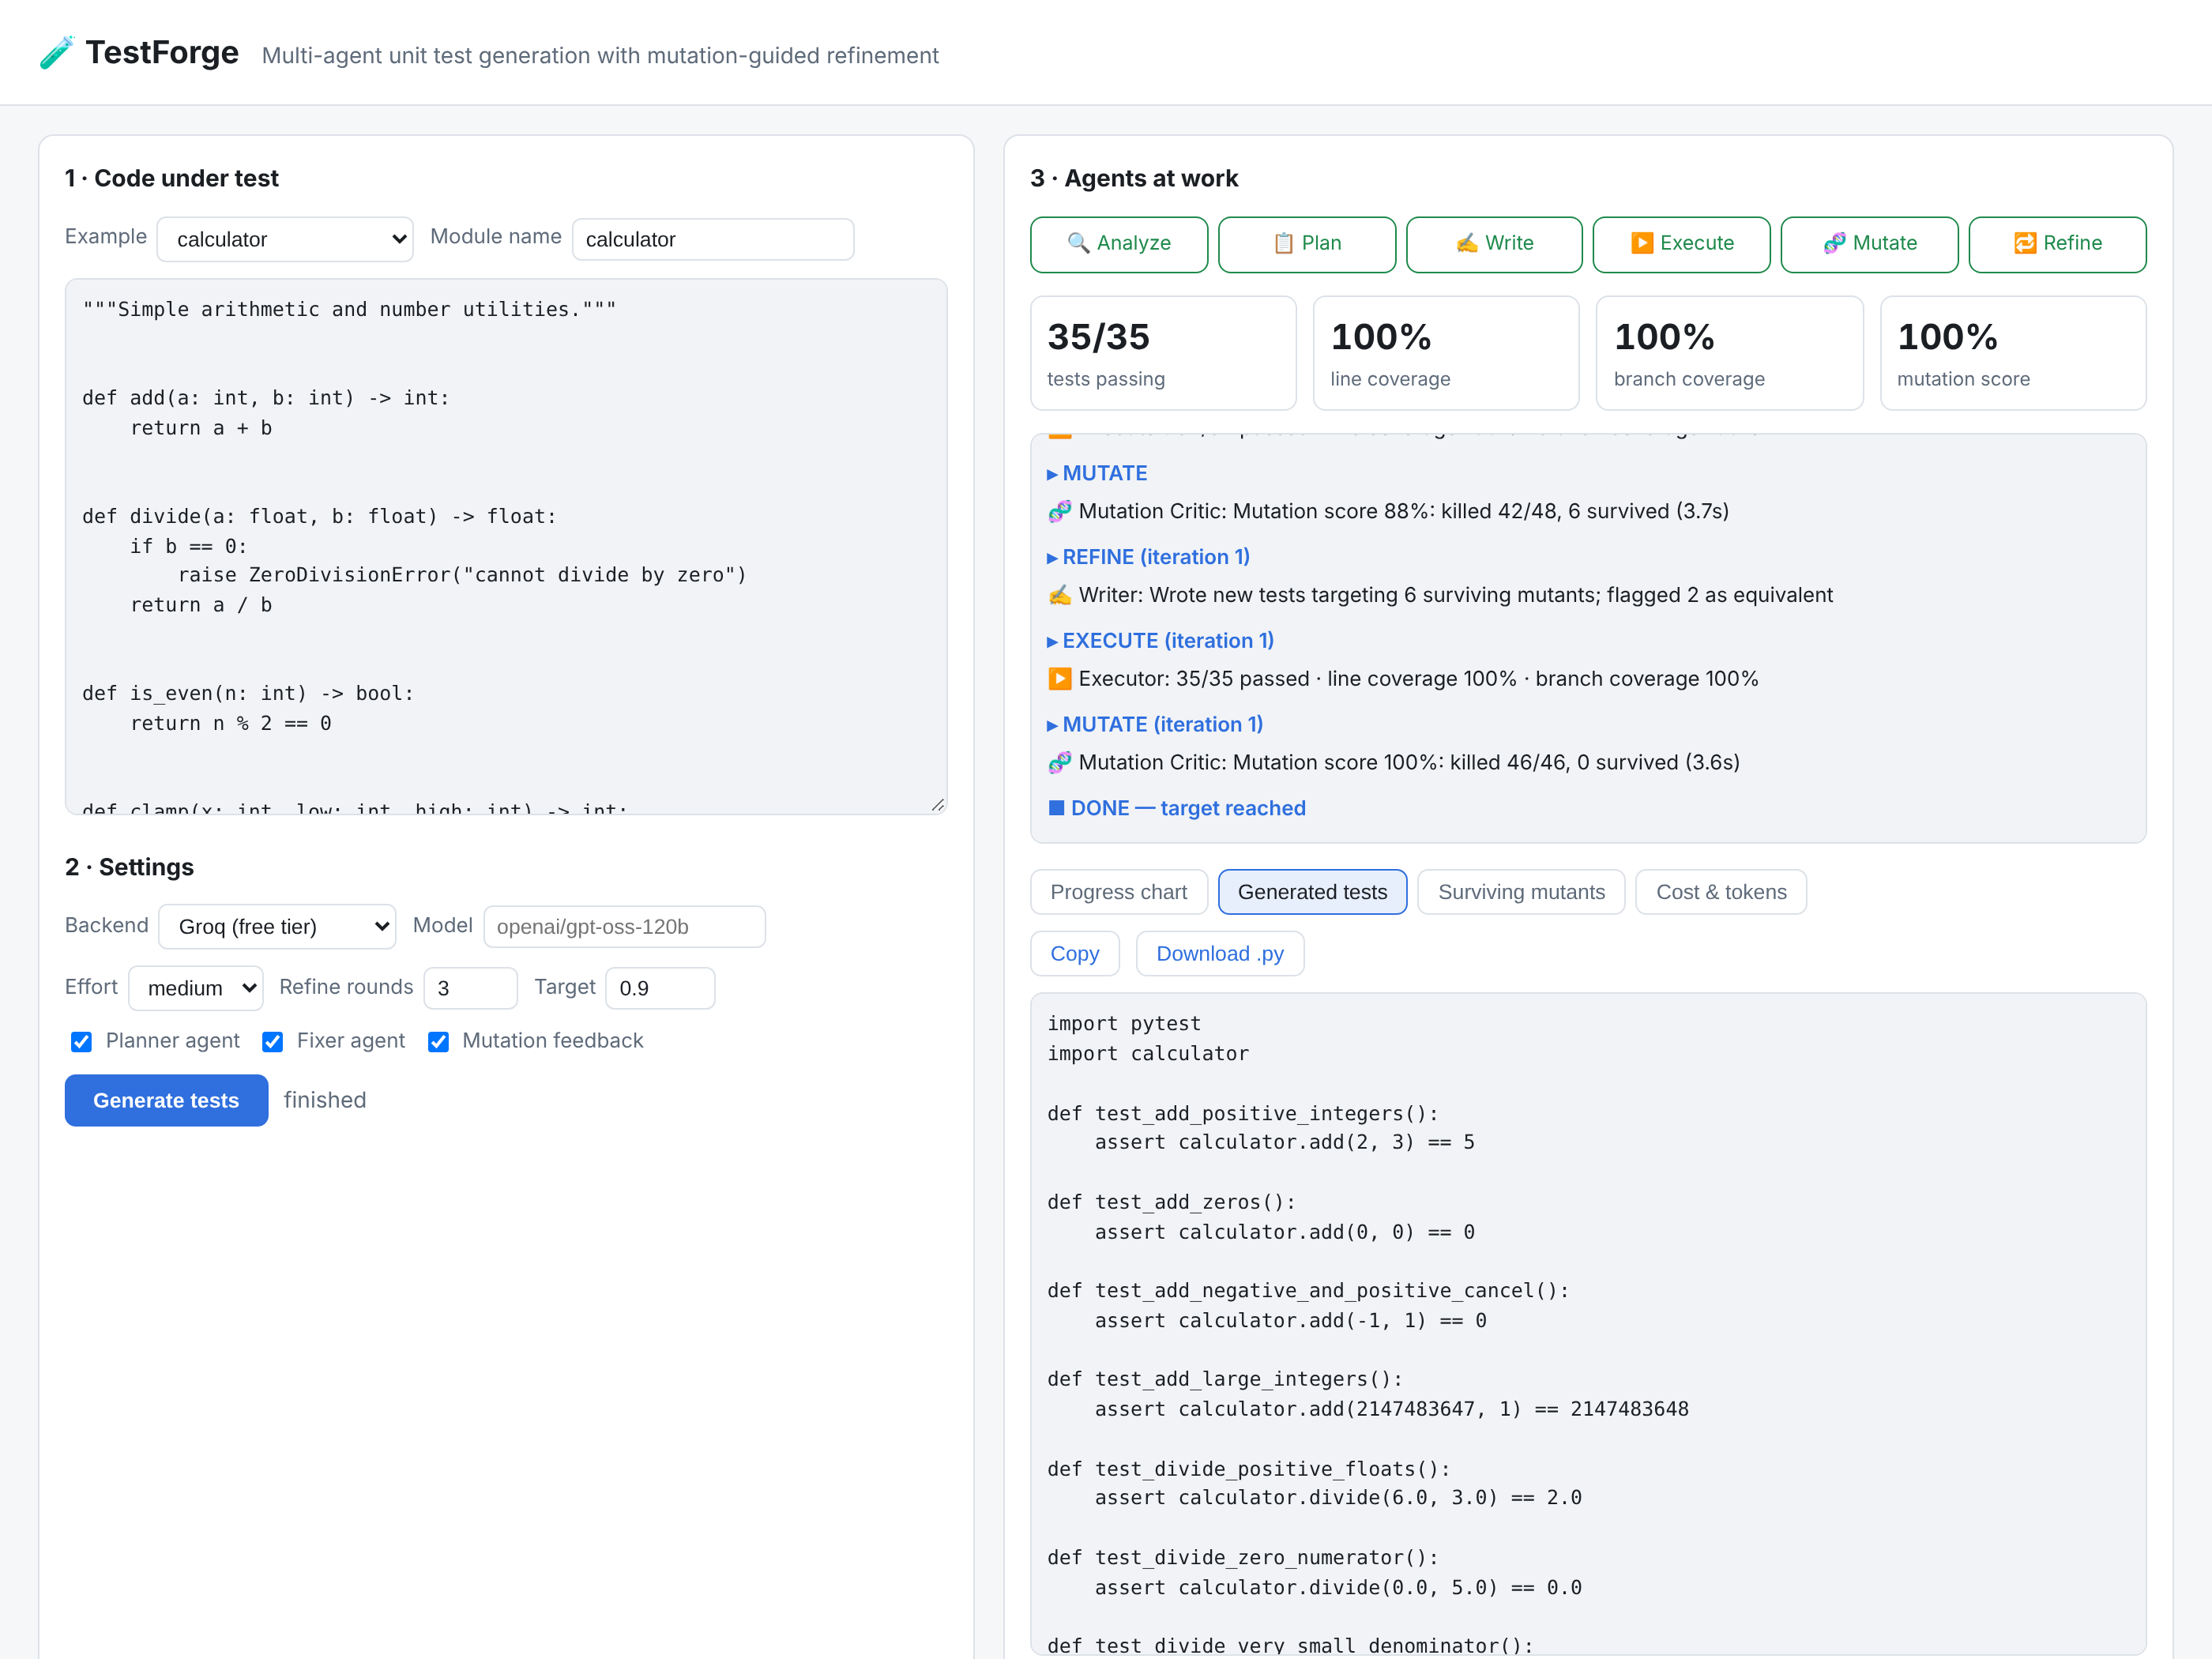 🧪 TestForge Multi-agent unit test generation with mutation-guided refinement
1 · Code under test
Example calculator Module name calculator
"""Simple arithmetic and number utilities."""
def add(a: int, b: int) -> int:
    return a + b
def divide(a: float, b: float) -> float:
    if b == 0:
        raise ZeroDivisionError("cannot divide by zero")
    return a / b
def is_even(n: int) -> bool:
    return n % 2 == 0
def clamp(x: int, low: int, high: int) -> int:
2 · Settings
Backend Groq (free tier) Model openai/gpt-oss-120b
Effort medium Refine rounds 3 Target 0.9
Planner agent Fixer agent Mutation feedback
Generate tests finished
3 · Agents at work
🔍 Analyze 📋 Plan ✍️ Write ▶️ Execute 🧬 Mutate 🔁 Refine
35/35 100% 100% 100%
tests passing line coverage branch coverage mutation score
▸ MUTATE
🧬 Mutation Critic: Mutation score 88%: killed 42/48, 6 survived (3.7s)
▸ REFINE (iteration 1)
✍️ Writer: Wrote new tests targeting 6 surviving mutants; flagged 2 as equivalent
▸ EXECUTE (iteration 1)
▶️ Executor: 35/35 passed · line coverage 100% · branch coverage 100%
▸ MUTATE (iteration 1)
🧬 Mutation Critic: Mutation score 100%: killed 46/46, 0 survived (3.6s)
■ DONE — target reached
Progress chart Generated tests Surviving mutants Cost & tokens
Copy Download .py
import pytest
import calculator
def test_add_positive_integers():
    assert calculator.add(2, 3) == 5
def test_add_zeros():
    assert calculator.add(0, 0) == 0
def test_add_negative_and_positive_cancel():
    assert calculator.add(-1, 1) == 0
def test_add_large_integers():
    assert calculator.add(2147483647, 1) == 2147483648
def test_divide_positive_floats():
    assert calculator.divide(6.0, 3.0) == 2.0
def test_divide_zero_numerator():
    assert calculator.divide(0.0, 5.0) == 0.0
def test_divide_very_small_denominator():